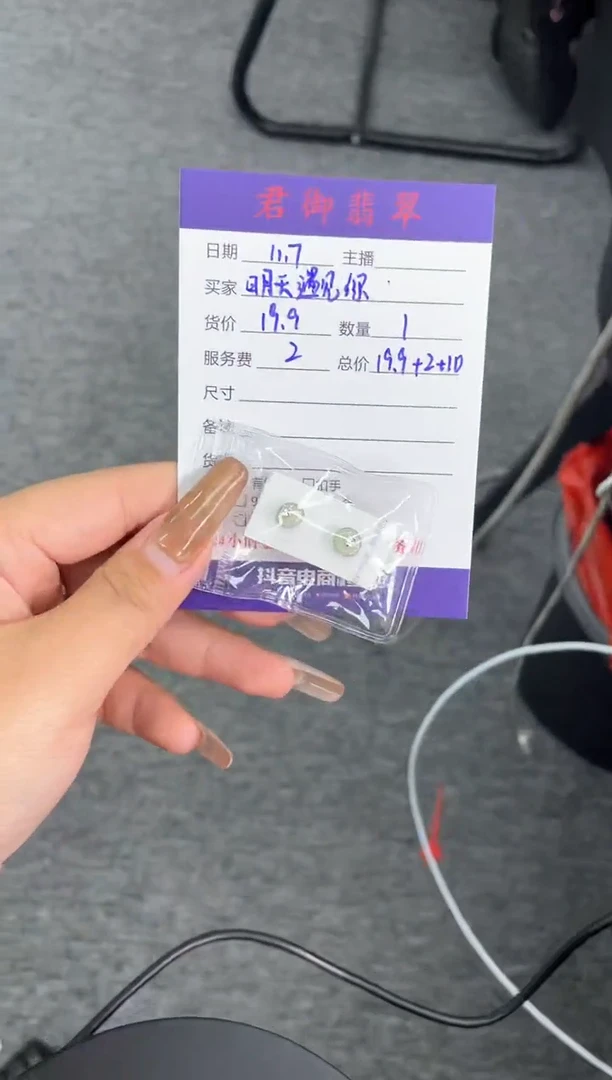 君御翡翠
日期 11.7 主播
买家 明天遇见你
货价 19.9 数量 1
服务费 2 总价 19.9+2+10
尺寸
备
货
抖音电商